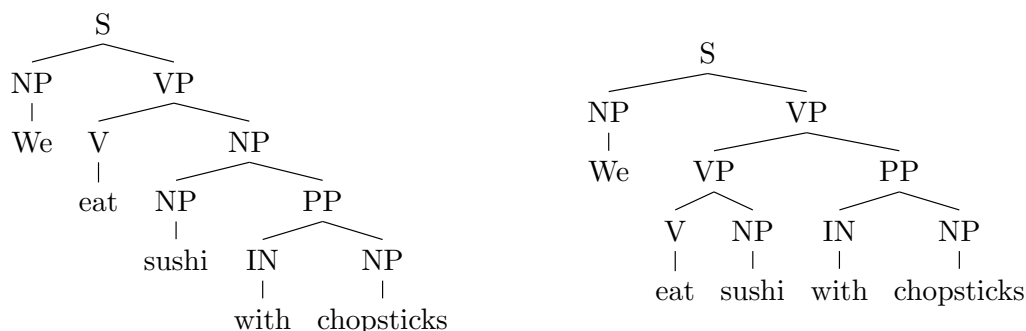 S
NP VP
We V NP
eat NP PP
sushi IN NP
with chopsticks
S
NP VP
We VP PP
V NP IN NP
eat sushi with chopsticks